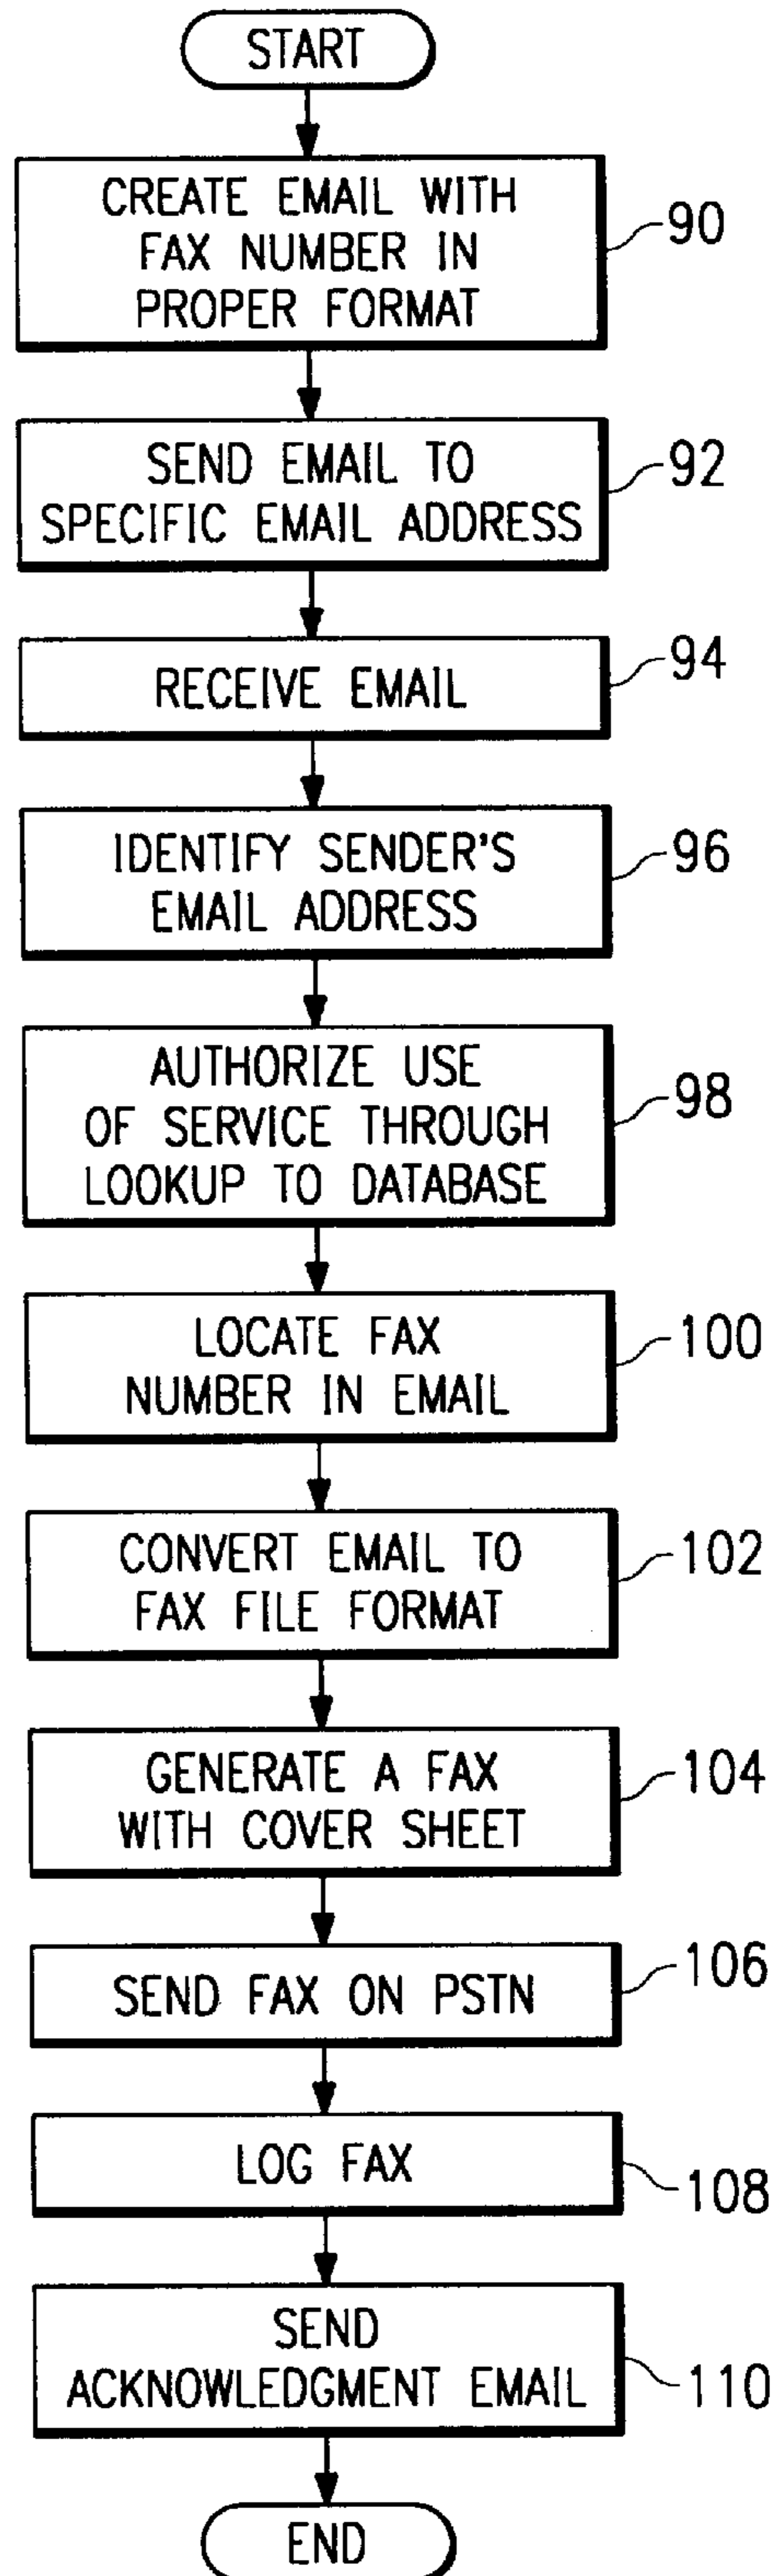 START
CREATE EMAIL WITH
FAX NUMBER IN
PROPER FORMAT
90
SEND EMAIL TO
SPECIFIC EMAIL ADDRESS
92
RECEIVE EMAIL
94
IDENTIFY SENDER'S
EMAIL ADDRESS
96
AUTHORIZE USE
OF SERVICE THROUGH
LOOKUP TO DATABASE
98
LOCATE FAX
NUMBER IN EMAIL
100
CONVERT EMAIL TO
FAX FILE FORMAT
102
GENERATE A FAX
WITH COVER SHEET
104
SEND FAX ON PSTN
106
LOG FAX
108
SEND
ACKNOWLEDGMENT EMAIL
110
END